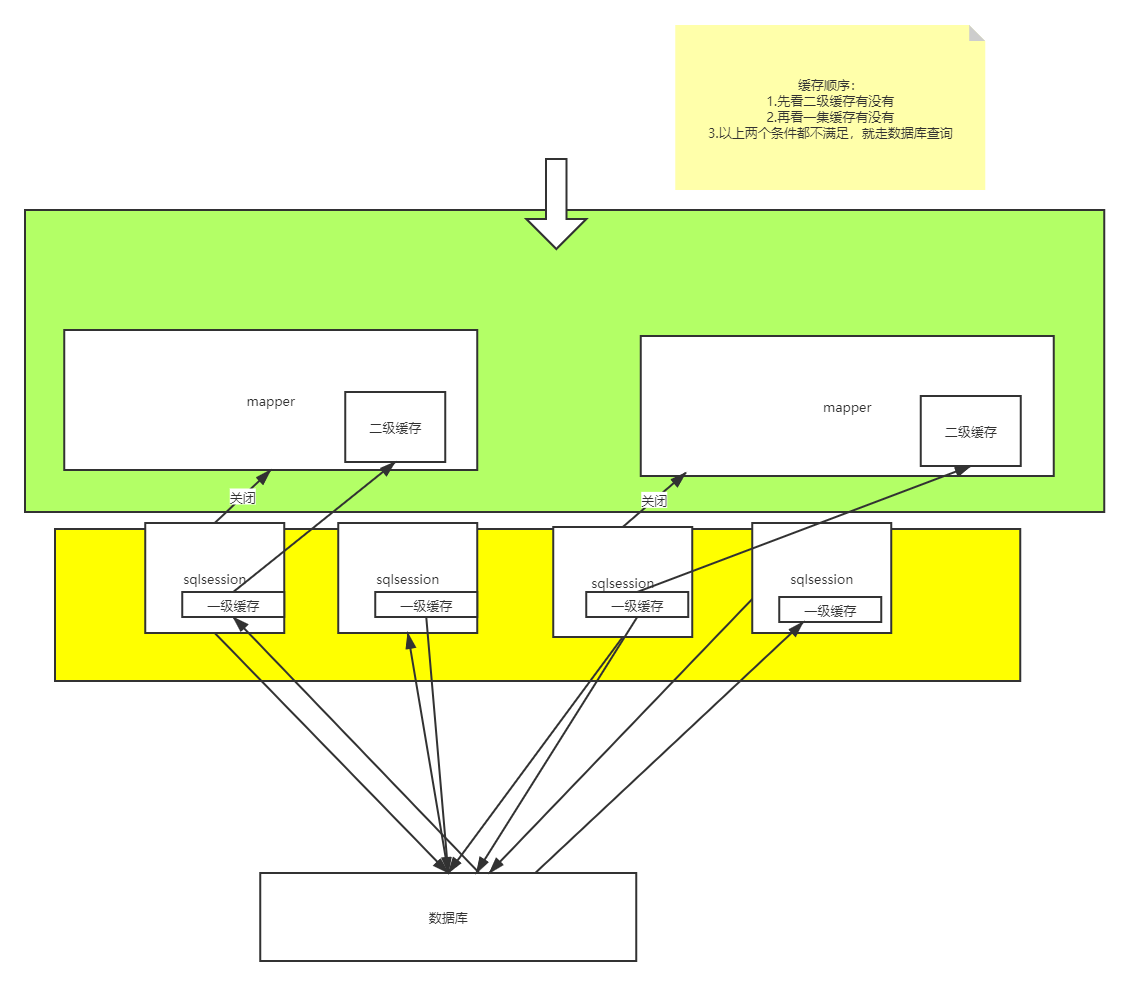 缓存顺序：
1.先看二级缓存有没有
2.再看一集缓存有没有
3.以上两个条件都不满足，就走数据库查询
mapper
二级缓存
mapper
二级缓存
关闭
关闭
sqlsession
一级缓存
sqlsession
一级缓存
sqlsession
一级缓存
sqlsession
一级缓存
数据库